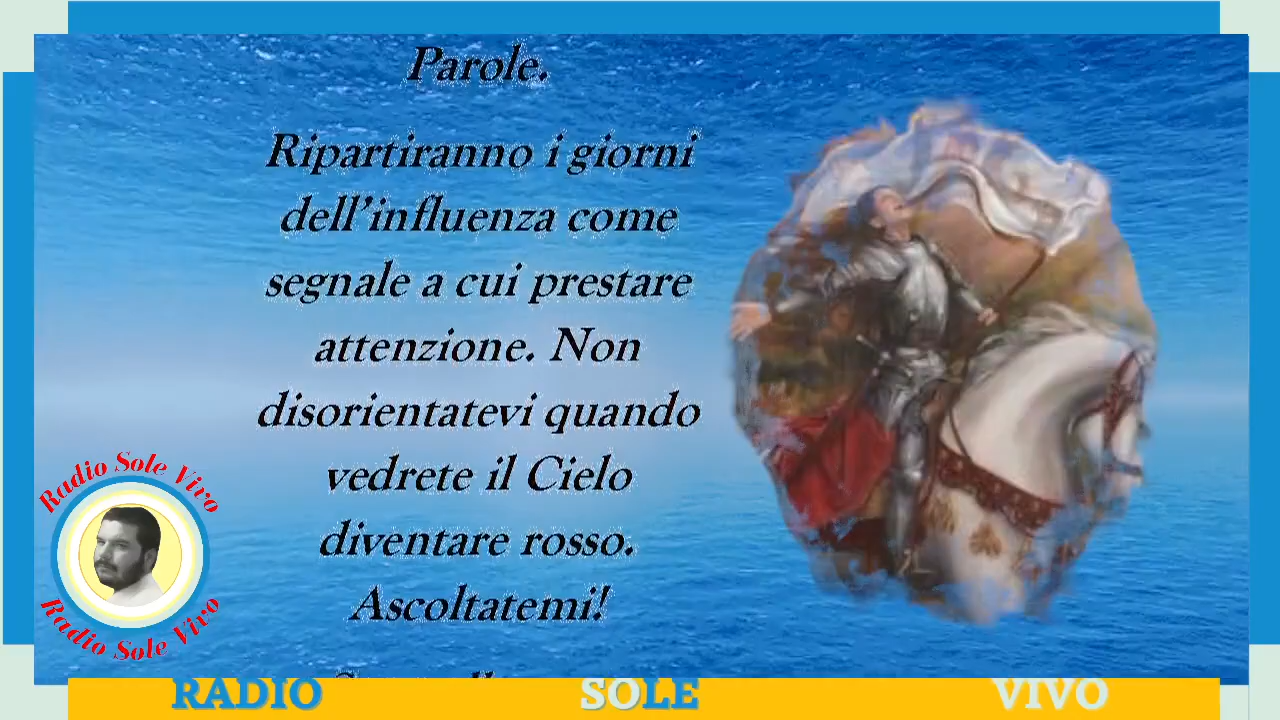 Parole.
Ripartiranno i giorni
dell'influenza come
segnale a cui prestare
attenzione. Non
disorientatevi quando
vedrete il Cielo
diventare rosso.
Ascoltatemi!
Radio Sole Vivo
Radio Sole Vivo
RADIO SOLE VIVO